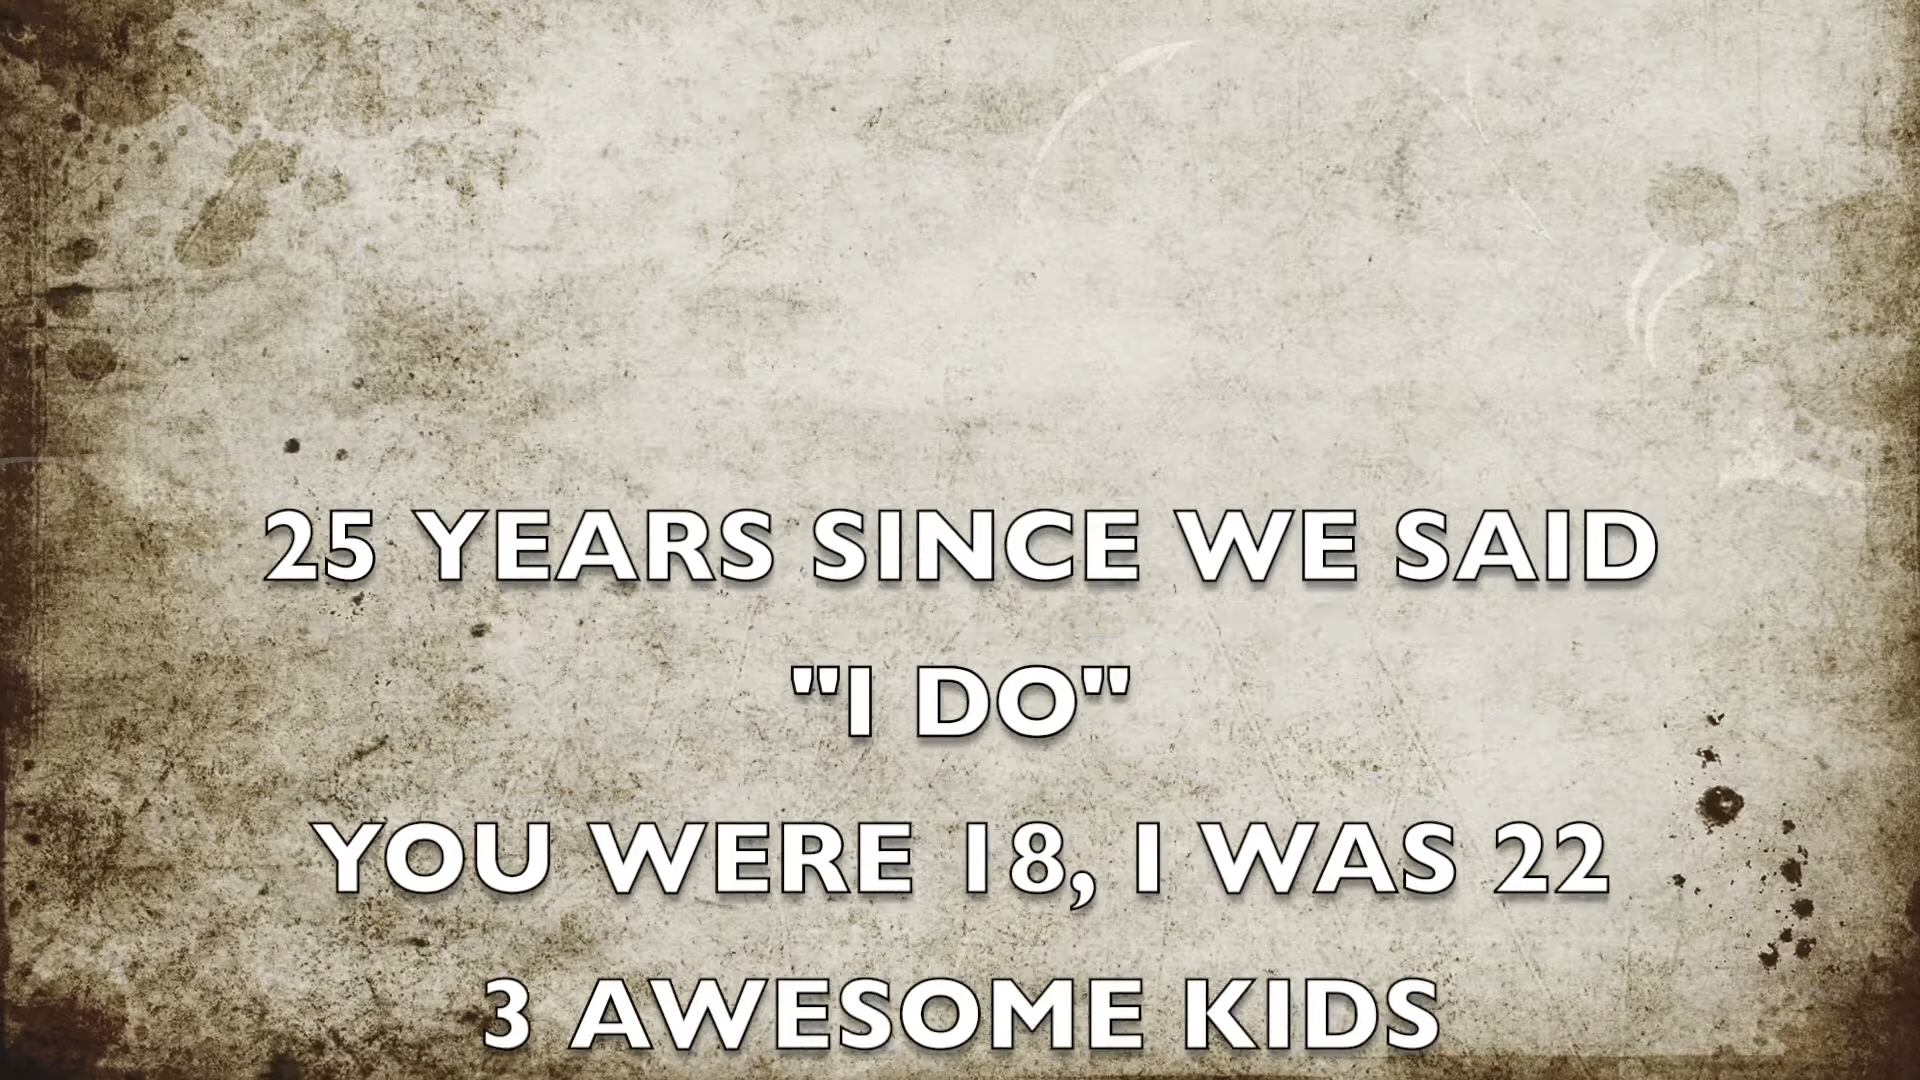 25 YEARS SINCE WE SAID
"I DO"
YOU WERE 18, I WAS 22
3 AWESOME KIDS